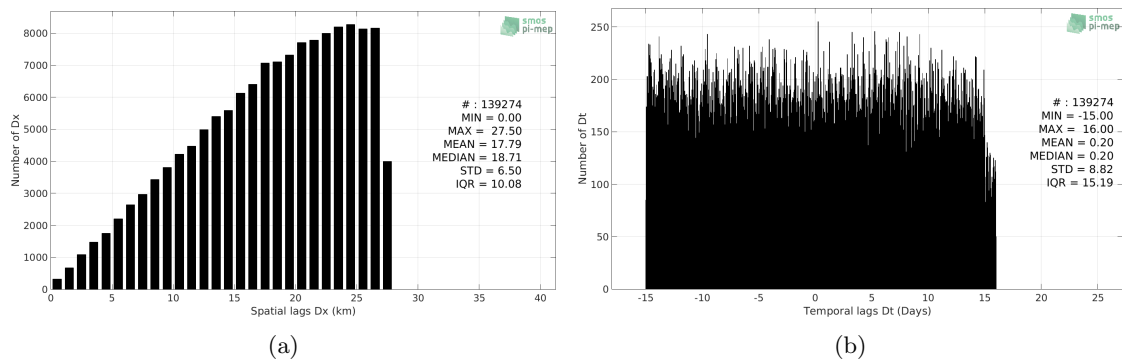 8000
7000
6000
5000
4000
3000
2000
1000
0
Number of Dx
0 5 10 15 20 25 30 35 40
Spatial lags Dx (km)
smos
pi-mep
# : 139274
MIN = 0.00
MAX = 27.50
MEAN = 17.79
MEDIAN = 18.71
STD = 6.50
IQR = 10.08
(a)
250
200
150
100
50
0
Number of Dt
-15 -10 -5 0 5 10 15 20 25
Temporal lags Dt (Days)
smos
pi-mep
# : 139274
MIN = -15.00
MAX = 16.00
MEAN = 0.20
MEDIAN = 0.20
STD = 8.82
IQR = 15.19
(b)